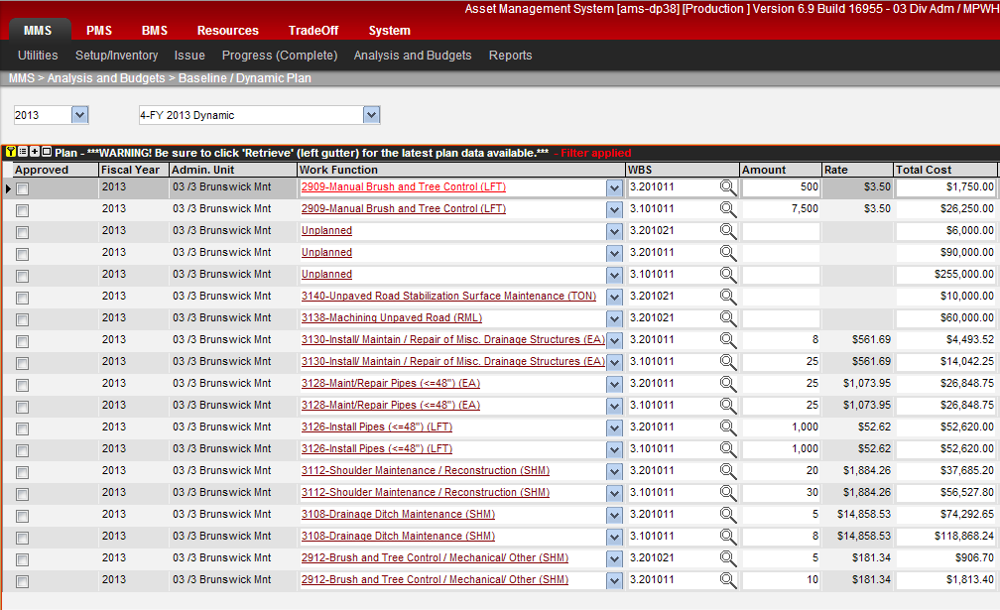 Asset Management System [ams-dp38] [Production ] Version 6.9 Build 16955 - 03 Div Adm / MPWH
MMS PMS BMS Resources TradeOff System
Utilities Setup/Inventory Issue Progress (Complete) Analysis and Budgets Reports
MMS > Analysis and Budgets > Baseline / Dynamic Plan
2013 4-FY 2013 Dynamic
Plan - ***WARNING! Be sure to click 'Retrieve' (left gutter) for the latest plan data available.*** - Filter applied
Approved Fiscal Year Admin. Unit Work Function WBS Amount Rate Total Cost
2013 03 /3 Brunswick Mnt 2909-Manual Brush and Tree Control (LFT) 3.201011 500 $3.50 $1,750.00
2013 03 /3 Brunswick Mnt 2909-Manual Brush and Tree Control (LFT) 3.101011 7,500 $3.50 $26,250.00
2013 03 /3 Brunswick Mnt Unplanned 3.201021 $6,000.00
2013 03 /3 Brunswick Mnt Unplanned 3.201011 $90,000.00
2013 03 /3 Brunswick Mnt Unplanned 3.101011 $255,000.00
2013 03 /3 Brunswick Mnt 3140-Unpaved Road Stabilization Surface Maintenance (TON) 3.201021 $10,000.00
2013 03 /3 Brunswick Mnt 3138-Machining Unpaved Road (RML) 3.201021 $60,000.00
2013 03 /3 Brunswick Mnt 3130-Install/ Maintain / Repair of Misc. Drainage Structures (EA) 3.201011 8 $561.69 $4,493.52
2013 03 /3 Brunswick Mnt 3130-Install/ Maintain / Repair of Misc. Drainage Structures (EA) 3.101011 25 $561.69 $14,042.25
2013 03 /3 Brunswick Mnt 3128-Maint/Repair Pipes (<=48") (EA) 3.201011 25 $1,073.95 $26,848.75
2013 03 /3 Brunswick Mnt 3128-Maint/Repair Pipes (<=48") (EA) 3.101011 25 $1,073.95 $26,848.75
2013 03 /3 Brunswick Mnt 3126-Install Pipes (<=48") (LFT) 3.201011 1,000 $52.62 $52,620.00
2013 03 /3 Brunswick Mnt 3126-Install Pipes (<=48") (LFT) 3.101011 1,000 $52.62 $52,620.00
2013 03 /3 Brunswick Mnt 3112-Shoulder Maintenance / Reconstruction (SHM) 3.201011 20 $1,884.26 $37,685.20
2013 03 /3 Brunswick Mnt 3112-Shoulder Maintenance / Reconstruction (SHM) 3.101011 30 $1,884.26 $56,527.80
2013 03 /3 Brunswick Mnt 3108-Drainage Ditch Maintenance (SHM) 3.201011 5 $14,858.53 $74,292.65
2013 03 /3 Brunswick Mnt 3108-Drainage Ditch Maintenance (SHM) 3.101011 8 $14,858.53 $118,868.24
2013 03 /3 Brunswick Mnt 2912-Brush and Tree Control / Mechanical/ Other (SHM) 3.201021 5 $181.34 $906.70
2013 03 /3 Brunswick Mnt 2912-Brush and Tree Control / Mechanical/ Other (SHM) 3.201011 10 $181.34 $1,813.40